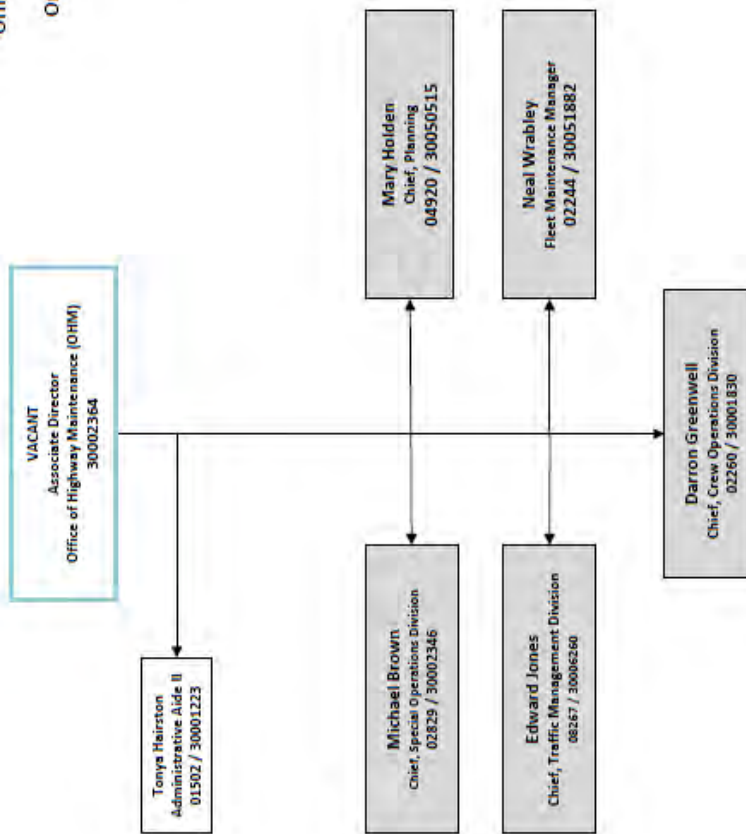 VACANT
Associate Director
Office of Highway Maintenance (OHM)
30002364
Tonya Hairston
Administrative Aide II
01502 / 30001223
Michael Brown
Chief, Special Operations Division
02829 / 30002346
Mary Holden
Chief, Planning
04920 / 30050515
Edward Jones
Chief, Traffic Management Division
08267 / 30006260
Neal Wrabley
Fleet Maintenance Manager
02244 / 30051882
Darron Greenwell
Chief, Crew Operations Division
02260 / 30001830